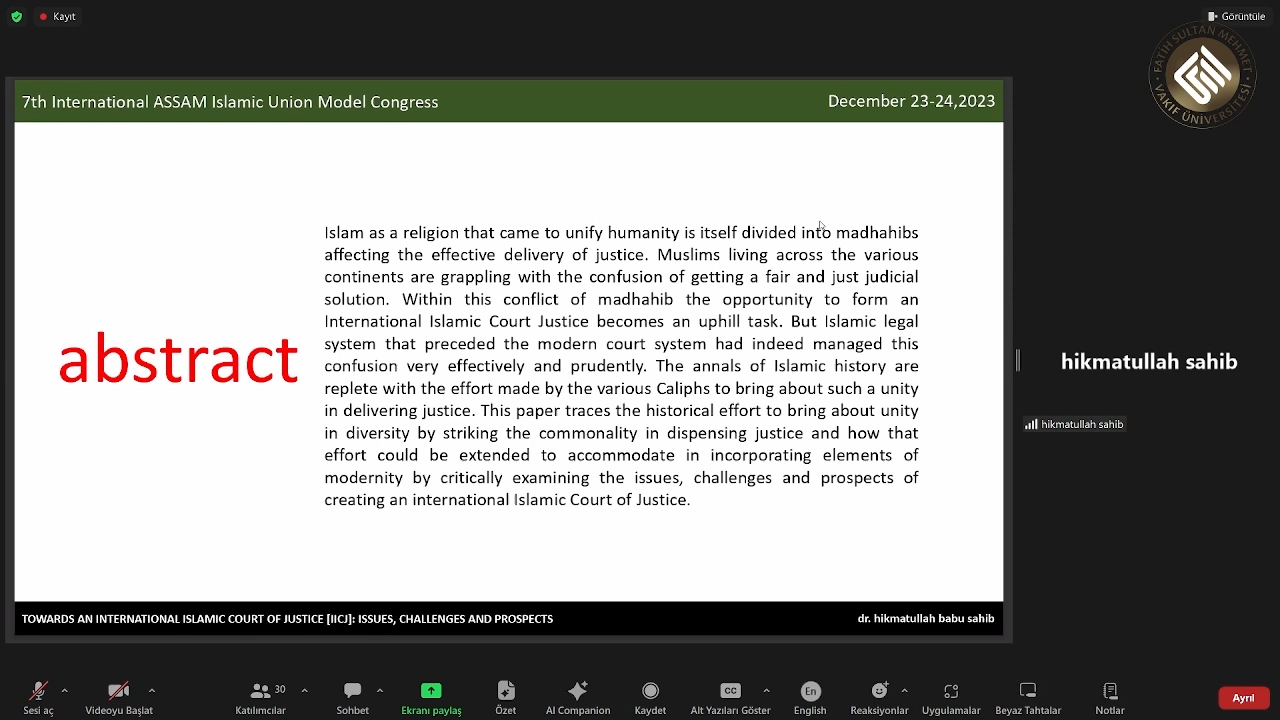 Kayıt
Görüntüle
FATİH SULTAN MEHMET
VAKIF ÜNİVERSİTESİ
7th International ASSAM Islamic Union Model Congress
December 23-24,2023
abstract
Islam as a religion that came to unify humanity is itself divided into madhahibs
affecting the effective delivery of justice. Muslims living across the various
continents are grappling with the confusion of getting a fair and just judicial
solution. Within this conflict of madhahib the opportunity to form an
International Islamic Court Justice becomes an uphill task. But Islamic legal
system that preceded the modern court system had indeed managed this
confusion very effectively and prudently. The annals of Islamic history are
replete with the effort made by the various Caliphs to bring about such a unity
in delivering justice. This paper traces the historical effort to bring about unity
in diversity by striking the commonality in dispensing justice and how that
effort could be extended to accommodate in incorporating elements of
modernity by critically examining the issues, challenges and prospects of
creating an international Islamic Court of Justice.
hikmatullah sahib
hikmatullah sahib
TOWARDS AN INTERNATIONAL ISLAMIC COURT OF JUSTICE [IICJ]: ISSUES, CHALLENGES AND PROSPECTS
dr. hikmatullah babu sahib
Sesi aç
Videoyu Başlat
30
Katılımcılar
Sohbet
Ekranı paylaş
Özet
AI Companion
Kaydet
CC
Alt Yazıları Göster
En
English
Reaksiyonlar
Uygulamalar
Beyaz Tahtalar
Notlar
Ayrıl